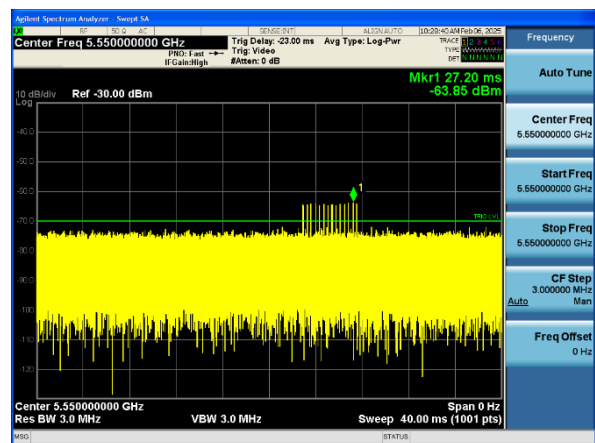 Agilent Spectrum Analyzer - Swept SA
RF 50 Ω AC SENSE:INT ALIGN AUTO 10:28:40 AM Feb 06, 2025
Center Freq 5.550000000 GHz
PNO: Fast
IFGain:High
Trig Delay: -23.00 ms
Trig: Video
#Atten: 0 dB
Avg Type: Log-Pwr
TRACE 1 2 3 4 5 6
TYPE
DET N N N N N N
Mkr1 27.20 ms
-63.85 dBm
10 dB/div Ref -30.00 dBm
Log
-40.0
-50.0
-60.0
-70.0
-80.0
-90.0
-100
-110
-120
1
TRIG LVL
Center 5.550000000 GHz Span 0 Hz
Res BW 3.0 MHz VBW 3.0 MHz Sweep 40.00 ms (1001 pts)
MSG STATUS
Frequency
Auto Tune
Center Freq
5.550000000 GHz
Start Freq
5.550000000 GHz
Stop Freq
5.550000000 GHz
CF Step
3.000000 MHz
Auto Man
Freq Offset
0 Hz